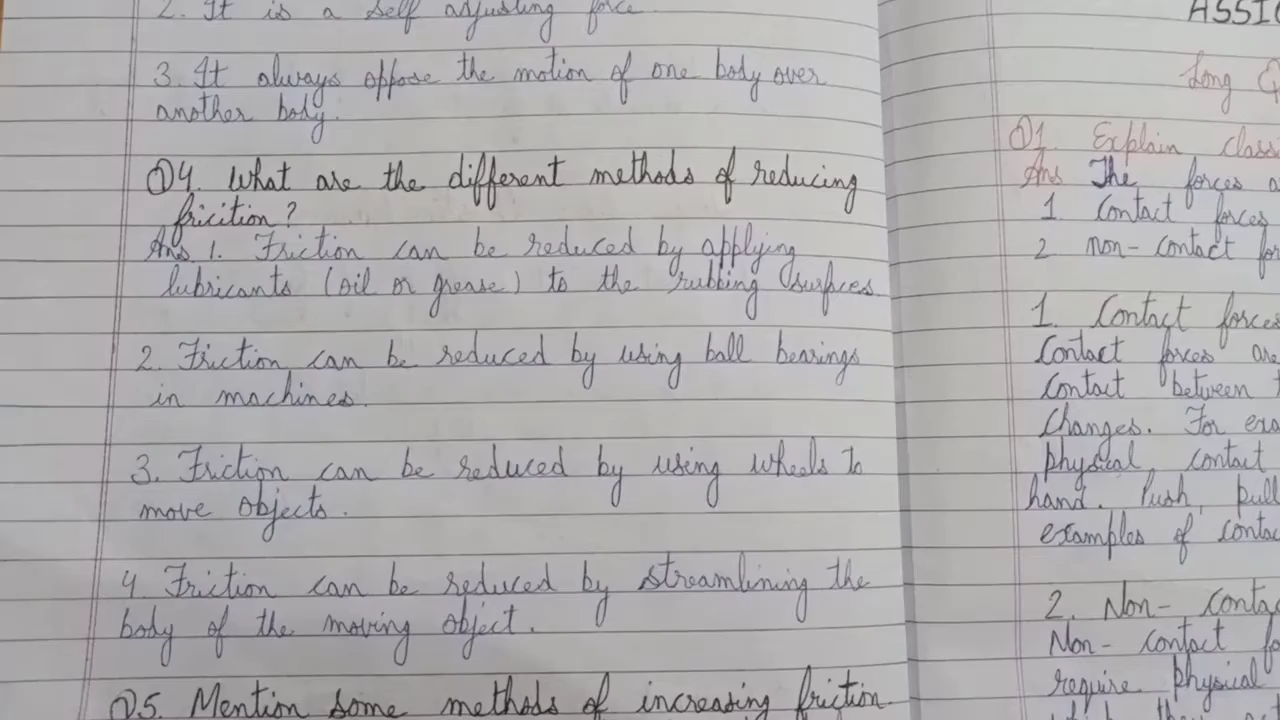 2. It is a self adjusting force.
3. It always oppose the motion of one body over
another body.
Q4. What are the different methods of reducing
fricition?
Ans 1. Friction can be reduced by applying
lubricants (oil or grease) to the rubbing surfaces.
2. Friction can be reduced by using ball bearings
in machines.
3. Friction can be reduced by using wheels to
move objects.
4. Friction can be reduced by streamlining the
body of the moving object.
Q.5. Mention some methods of increasing friction.
ASSIG
Long Q
Q1. Explain class
Ans The forces a
1 Contact forces
2 non-contact for
1. Contact forces
Contact forces are
Contact between t
Changes. For exa
physical contact
hand. Push, pull
examples of contac
2. Non-conta
Non-contact fo
require physical